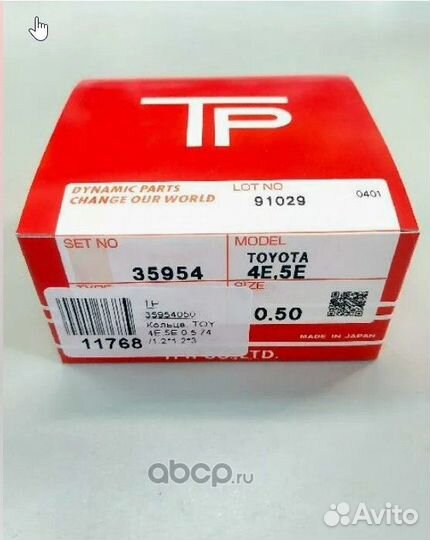 TP
DYNAMIC PARTS
CHANGE OUR WORLD
LOT NO
91029
0401
SET NO
35954
MODEL
TOYOTA
4E.5E
SIZE
0.50
TP
35954050
Кольца TOY
4E 5E 0.5 74
/1.2*1.2*3
11768
MADE IN JAPAN
CO.,LTD.
abcp.ru
Avito